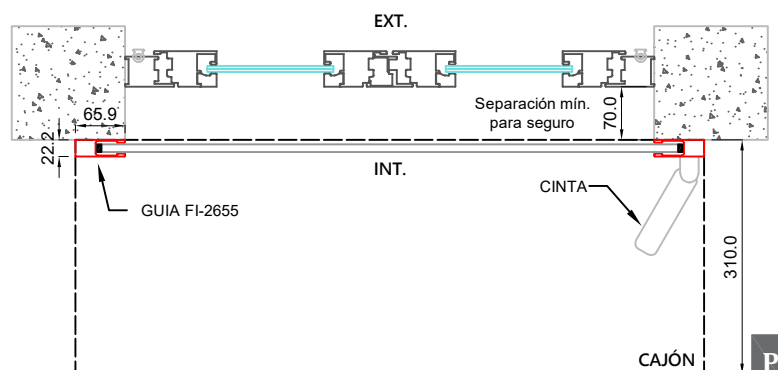 EXT.
65.9
Separación mín.
para seguro
70.0
22.2
INT.
CINTA
GUIA FI-2655
310.0
CAJÓN
P